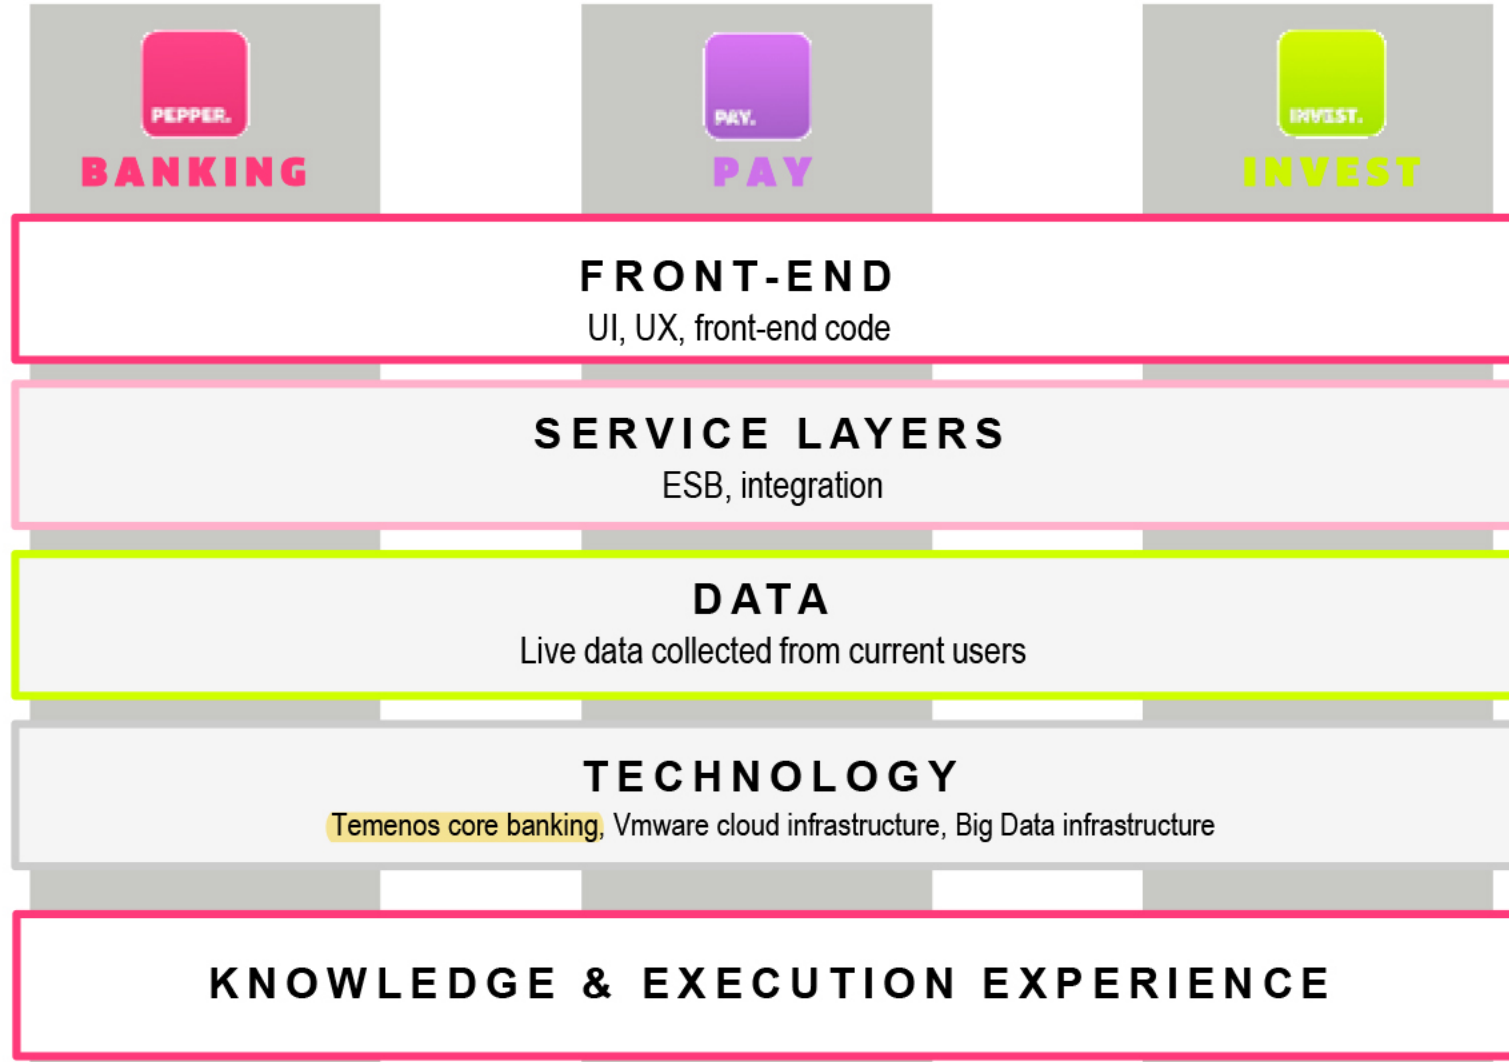 PEPPER.
BANKING
PAY.
PAY
INVEST.
INVEST
FRONT-END
UI, UX, front-end code
SERVICE LAYERS
ESB, integration
DATA
Live data collected from current users
TECHNOLOGY
Temenos core banking, Vmware cloud infrastructure, Big Data infrastructure
KNOWLEDGE & EXECUTION EXPERIENCE